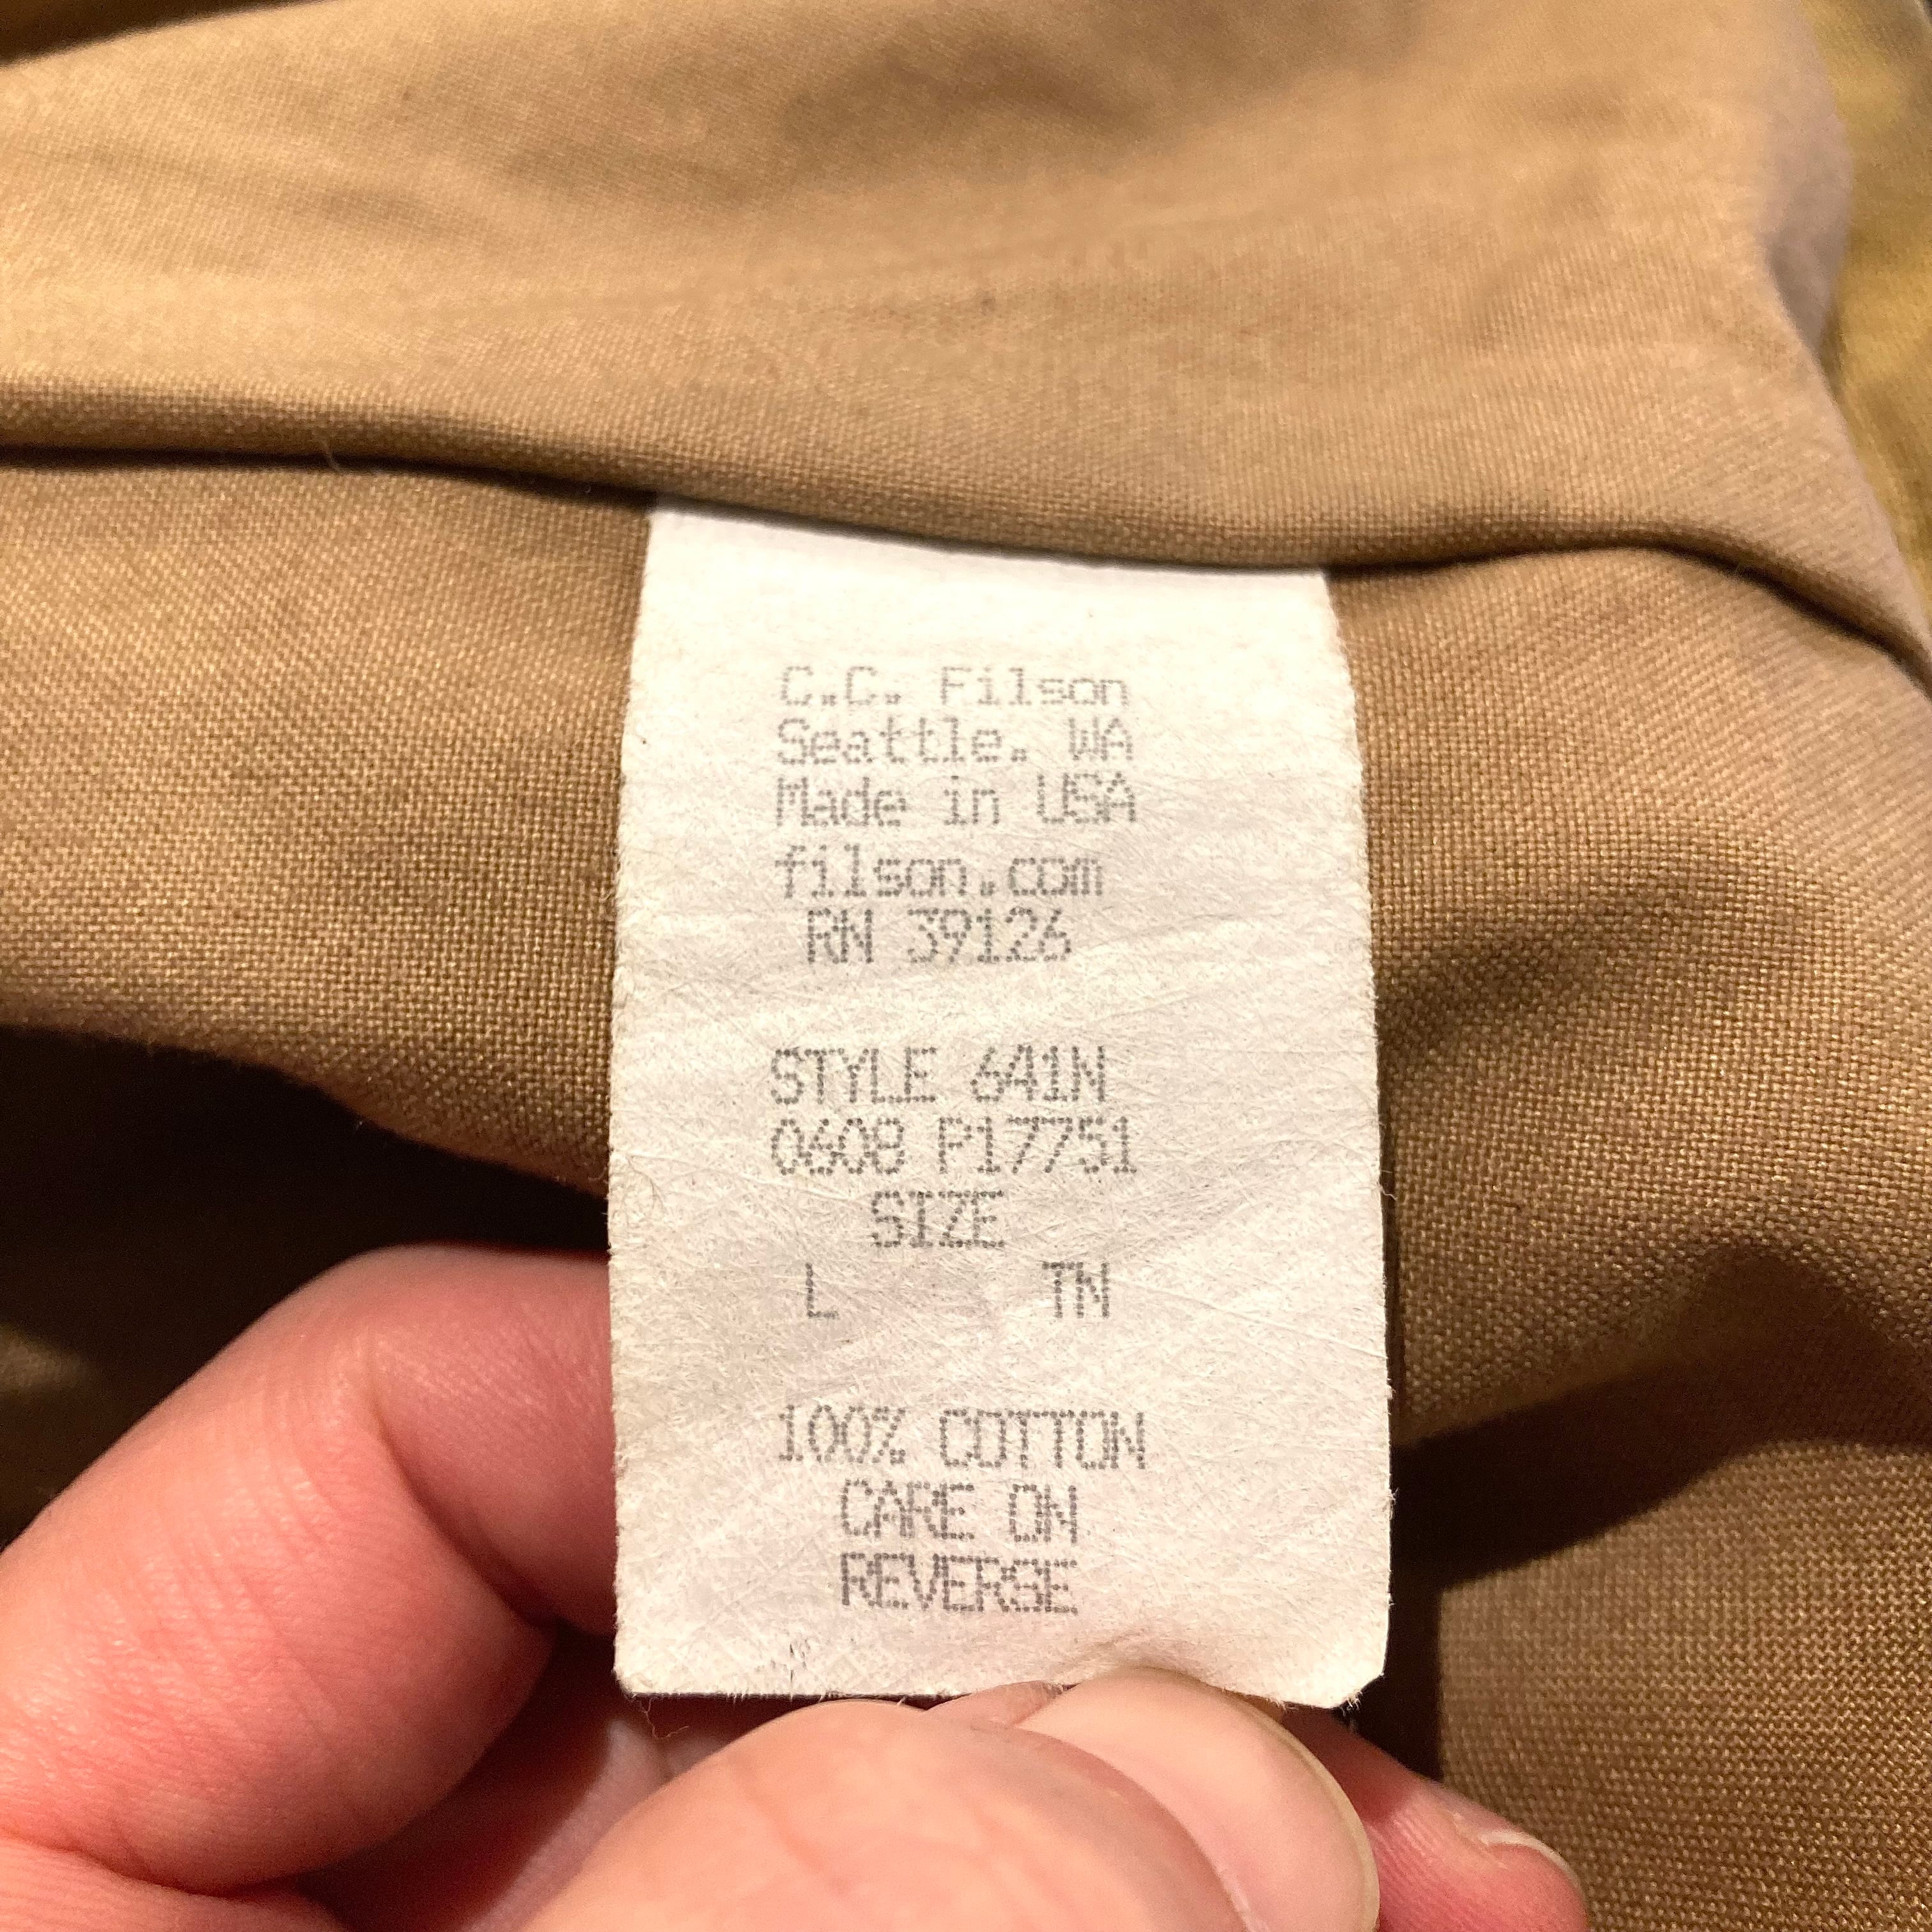 C.C. Filson
Seattle. WA
Made in USA
filson.com
RN 39126
STYLE 641N
0608 P17751
SIZE
L TN
100% COTTON
CARE ON
REVERSE